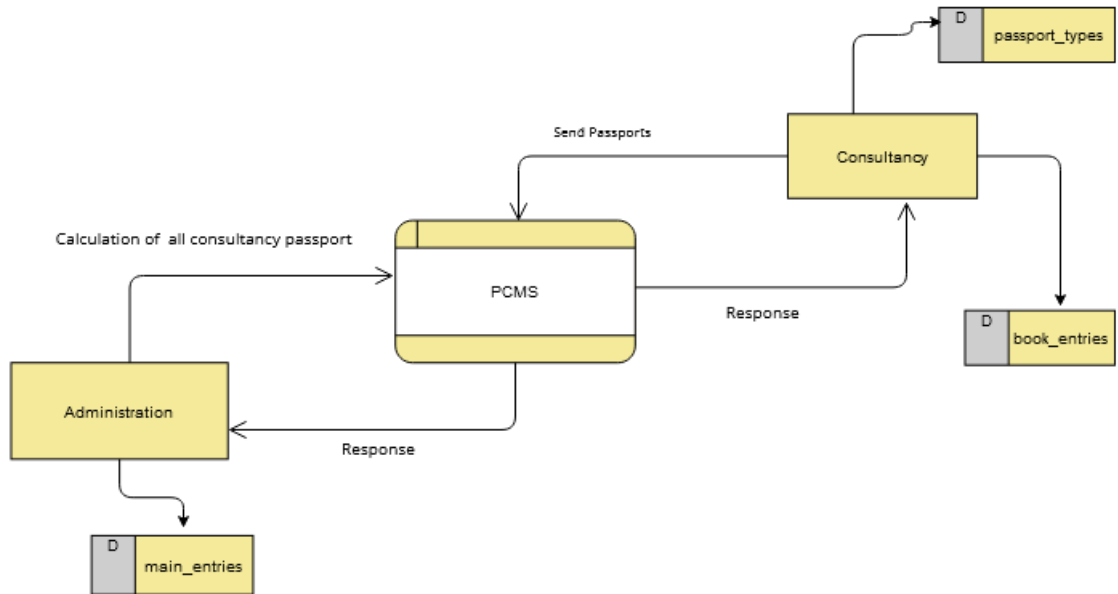 D
passport_types
Send Passports
Consultancy
Calculation of all consultancy passport
PCMS
Response
D
book_entries
Administration
Response
D
main_entries